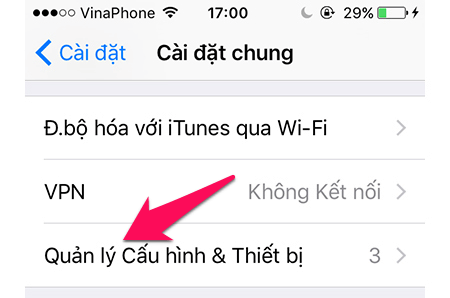 VinaPhone 17:00 29%
Cài đặt Cài đặt chung
Đ.bộ hóa với iTunes qua Wi-Fi
VPN Không Kết nối
Quản lý Cấu hình & Thiết bị 3